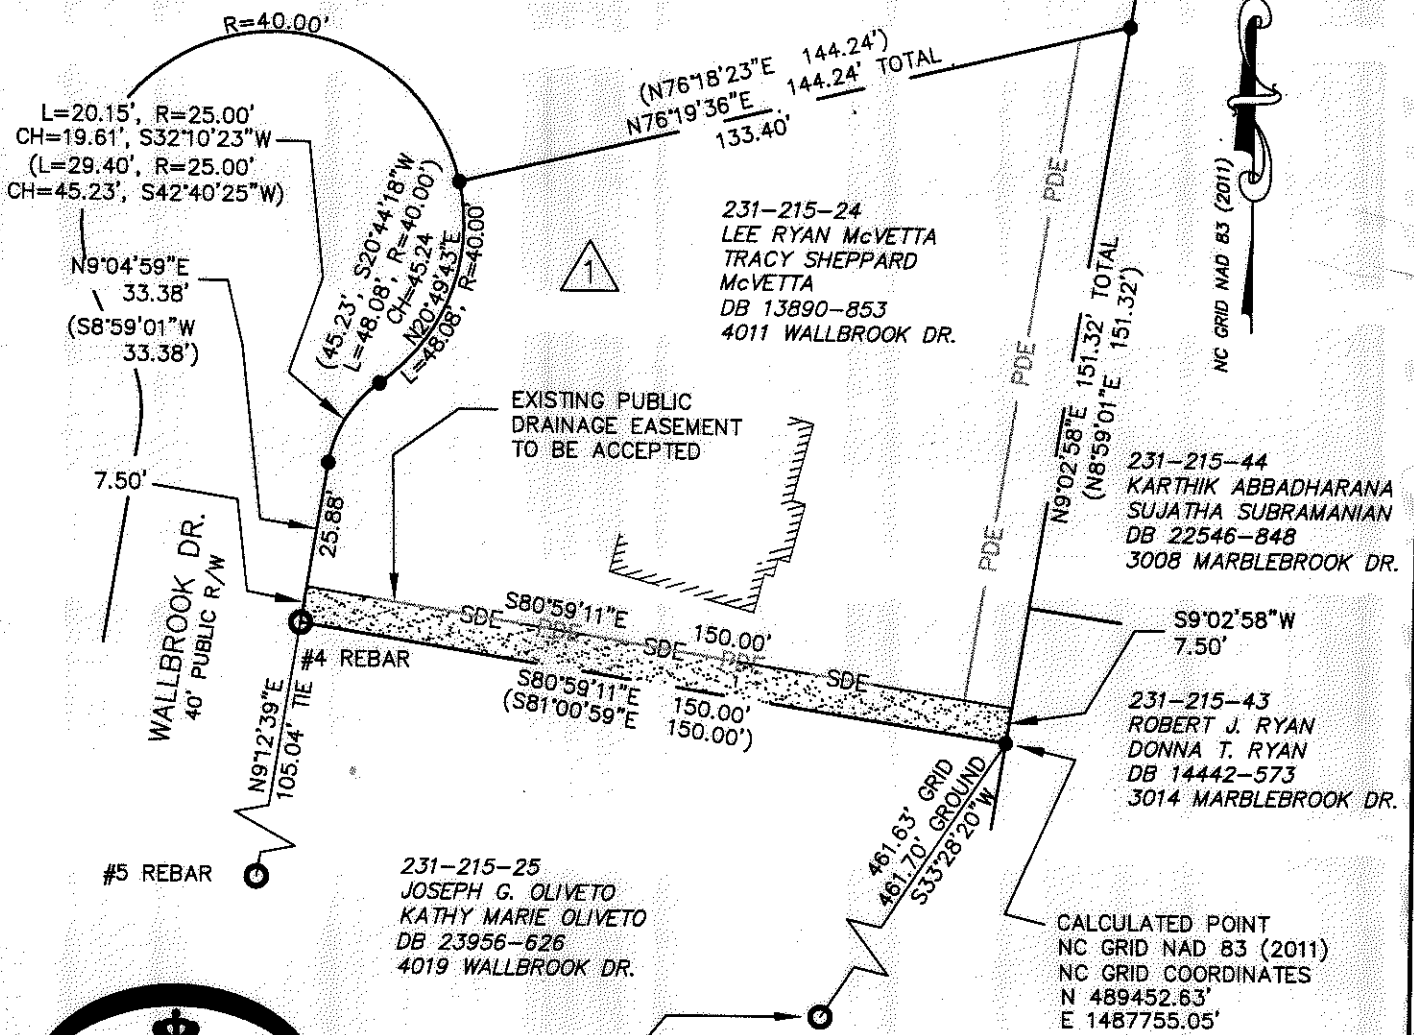 R=40.00'
L=20.15', R=25.00'
CH=19.61', S32°10'23"W
(L=29.40', R=25.00'
CH=45.23', S42°40'25"W)
N9°04'59"E
33.38'
(S8°59'01"W
33.38')
7.50'
(N76°18'23"E 144.24')
N76°19'36"E 144.24' TOTAL
133.40'
(45.23', S20°44'18"W
L=48.08', R=40.00')
CH=45.24
N20°49'43"E
L=48.08', R=40.00'
1
231-215-24
LEE RYAN McVETTA
TRACY SHEPPARD
McVETTA
DB 13890-853
4011 WALLBROOK DR.
PDE
PDE
PDE
PDE
N9°02'58"E 151.32' TOTAL
(N8°59'01"E 151.32')
NC GRID NAD 83 (2011)
EXISTING PUBLIC
DRAINAGE EASEMENT
TO BE ACCEPTED
231-215-44
KARTHIK ABBADHARANA
SUJATHA SUBRAMANIAN
DB 22546-848
3008 MARBLEBROOK DR.
25.88'
WALLBROOK DR.
40' PUBLIC R/W
S80°59'11"E 150.00'
SDE PDE SDE PDE SDE
#4 REBAR
S80°59'11"E 150.00'
(S81°00'59"E 150.00')
S9°02'58"W
7.50'
231-215-43
ROBERT J. RYAN
DONNA T. RYAN
DB 14442-573
3014 MARBLEBROOK DR.
N9°12'39"E
105.04' TIE
#5 REBAR
231-215-25
JOSEPH G. OLIVETO
KATHY MARIE OLIVETO
DB 23956-626
4019 WALLBROOK DR.
461.63' GRID
461.70' GROUND
S33°28'20"W
CALCULATED POINT
NC GRID NAD 83 (2011)
NC GRID COORDINATES
N 489452.63'
E 1487755.05'